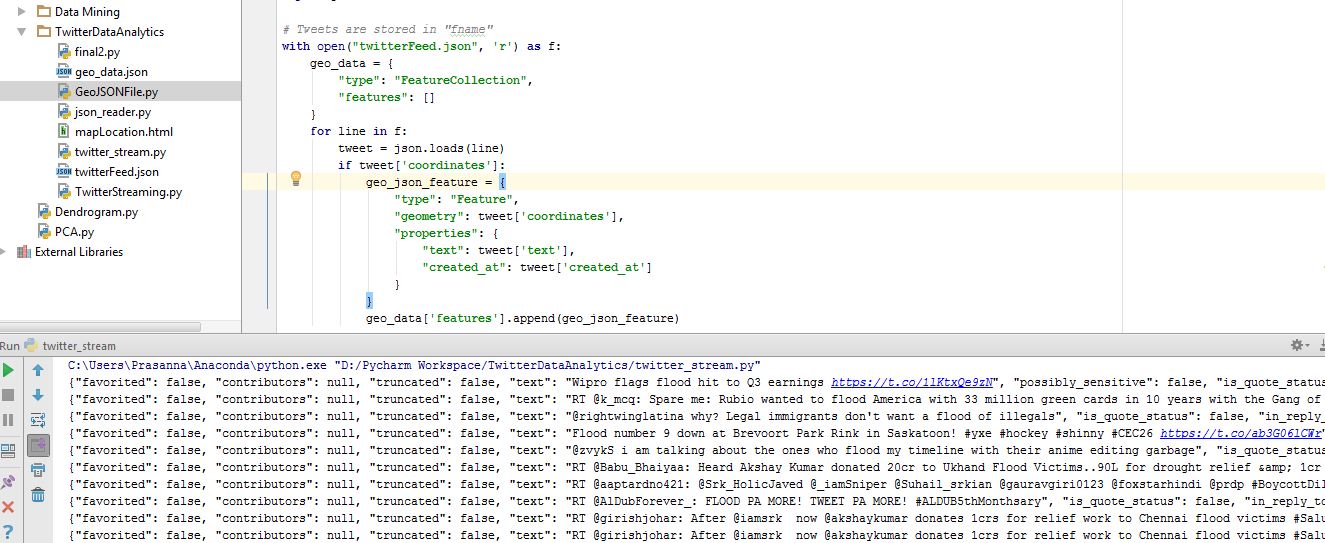 Data Mining
TwitterDataAnalytics
final2.py
geo_data.json
GeoJSONFile.py
json_reader.py
mapLocation.html
twitter_stream.py
twitterFeed.json
TwitterStreaming.py
Dendrogram.py
PCA.py
External Libraries
# Tweets are stored in "fname"
with open("twitterFeed.json", 'r') as f:
geo_data = {
"type": "FeatureCollection",
"features": []
}
for line in f:
tweet = json.loads(line)
if tweet['coordinates']:
geo_json_feature = {
"type": "Feature",
"geometry": tweet['coordinates'],
"properties": {
"text": tweet['text'],
"created_at": tweet['created_at']
}
}
geo_data['features'].append(geo_json_feature)
Run twitter_stream
C:\Users\Prasanna\Anaconda\python.exe "D:/Pycharm Workspace/TwitterDataAnalytics/twitter_stream.py"
{"favorited": false, "contributors": null, "truncated": false, "text": "Wipro flags flood hit to Q3 earnings https://t.co/1lKtxQe9zN", "possibly_sensitive": false, "is_quote_status
{"favorited": false, "contributors": null, "truncated": false, "text": "RT @k_mcq: Spare me: Rubio wanted to flood America with 33 million green cards in 10 years with the Gang of
{"favorited": false, "contributors": null, "truncated": false, "text": "@rightwinglatina why? Legal immigrants don't want a flood of illegals", "is_quote_status": false, "in_reply_
{"favorited": false, "contributors": null, "truncated": false, "text": "Flood number 9 down at Brevoort Park Rink in Saskatoon! #yxe #hockey #shinny #CEC26 https://t.co/ab3G06lCWr"
{"favorited": false, "contributors": null, "truncated": false, "text": "@zvykS i am talking about the ones who flood my timeline with their anime editing garbage", "is_quote_status
{"favorited": false, "contributors": null, "truncated": false, "text": "RT @Babu_Bhaiyaa: Heard Akshay Kumar donated 20cr to Ukhand Flood Victims..90L for drought relief &amp; 1cr
{"favorited": false, "contributors": null, "truncated": false, "text": "RT @aaptardno421: @Srk_HolicJaved @_iamSniper @Suhail_srkian @gauravgiri0123 @foxstarhindi @prdp #BoycottDil
{"favorited": false, "contributors": null, "truncated": false, "text": "RT @AlDubForever_: FLOOD PA MORE! TWEET PA MORE! #ALDUB5thMonthsary", "is_quote_status": false, "in_reply_to
{"favorited": false, "contributors": null, "truncated": false, "text": "RT @girishjohar: After @iamsrk now @akshaykumar donates 1crs for relief work to Chennai flood victims #Salu
{"favorited": false, "contributors": null, "truncated": false, "text": "RT @girishjohar: After @iamsrk now @akshaykumar donates 1crs for relief work to Chennai flood victims #Salu